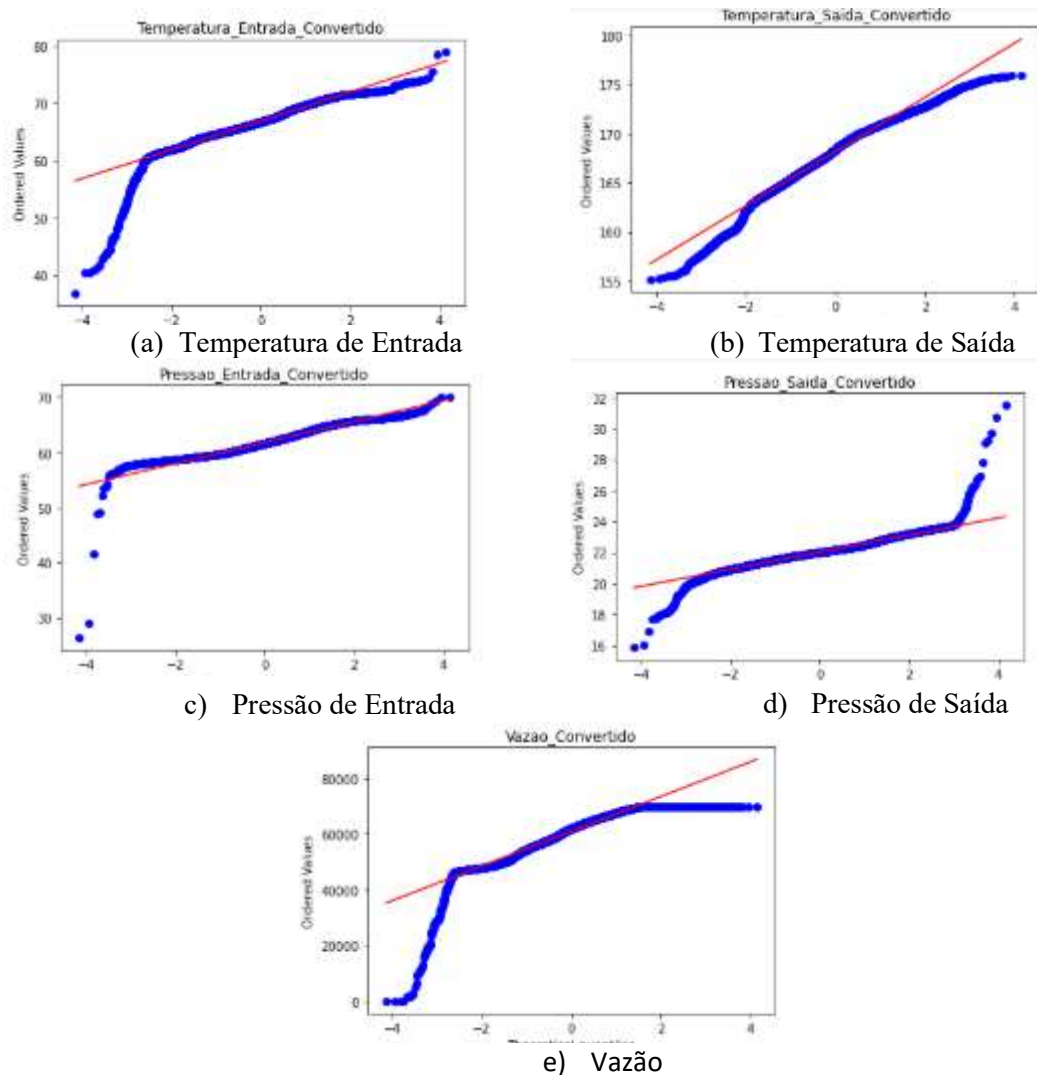 Temperatura_Entrada_Convertido
80
70
60
50
40
Ordered Values
−4 −2 0 2 4
(a) Temperatura de Entrada
Temperatura_Saída_Convertido
180
175
170
165
160
155
Ordered Values
−4 −2 0 2 4
(b) Temperatura de Saída
Pressao_Entrada_Convertido
70
60
50
40
30
Ordered Values
−4 −2 0 2 4
c) Pressão de Entrada
Pressao_Saida_Convertido
32
30
28
26
24
22
20
18
16
Ordered Values
−4 −2 0 2 4
d) Pressão de Saída
Vazao_Convertido
80000
60000
40000
20000
0
Ordered Values
−4 −2 0 2 4
e) Vazão